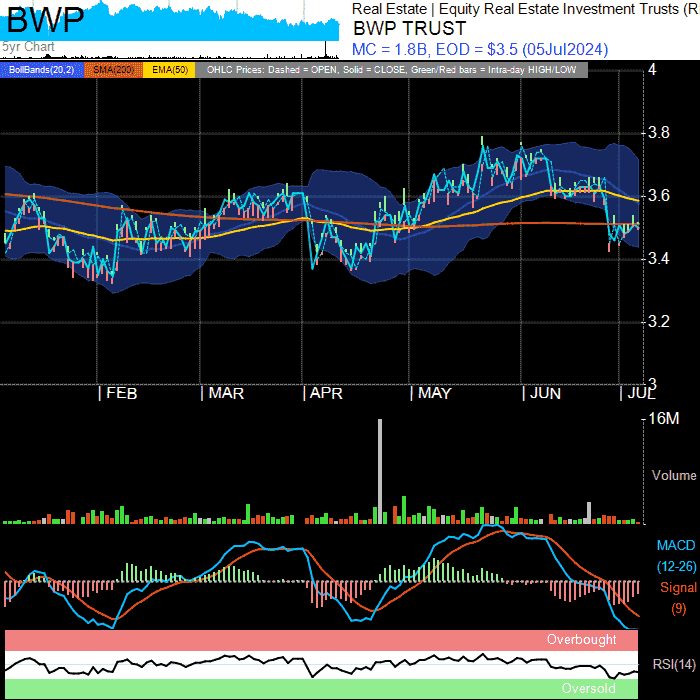 BWP
5yr Chart
Real Estate | Equity Real Estate Investment Trusts (R
BWP TRUST
MC = 1.8B, EOD = $3.5 (05Jul2024)
BollBands(20,2) SMA(200) EMA(50) OHLC Prices: Dashed = OPEN, Solid = CLOSE, Green/Red bars = Intra-day HIGH/LOW
4
3.8
3.6
3.4
3.2
3
| FEB | MAR | APR | MAY | JUN | JUL
16M
Volume
MACD
(12-26)
Signal
(9)
Overbought
RSI(14)
Oversold